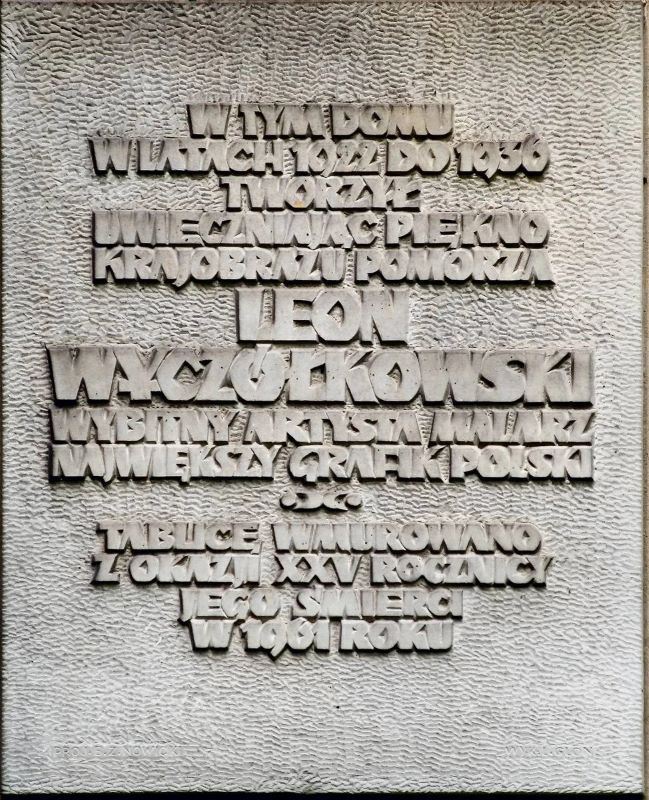 W TYM DOMU
W LATACH 1922 DO 1936
TWORZYŁ
UWIECZNIAJĄC PIĘKNO
KRAJOBRAZU POMORZA
LEON
WYCZÓŁKOWSKI
WYBITNY ARTYSTA MALARZ
NAJWIĘKSZY GRAFIK POLSKI
TABLICĘ WMUROWANO
Z OKAZJI XXV ROCZNICY
JEGO ŚMIERCI
W 1961 ROKU